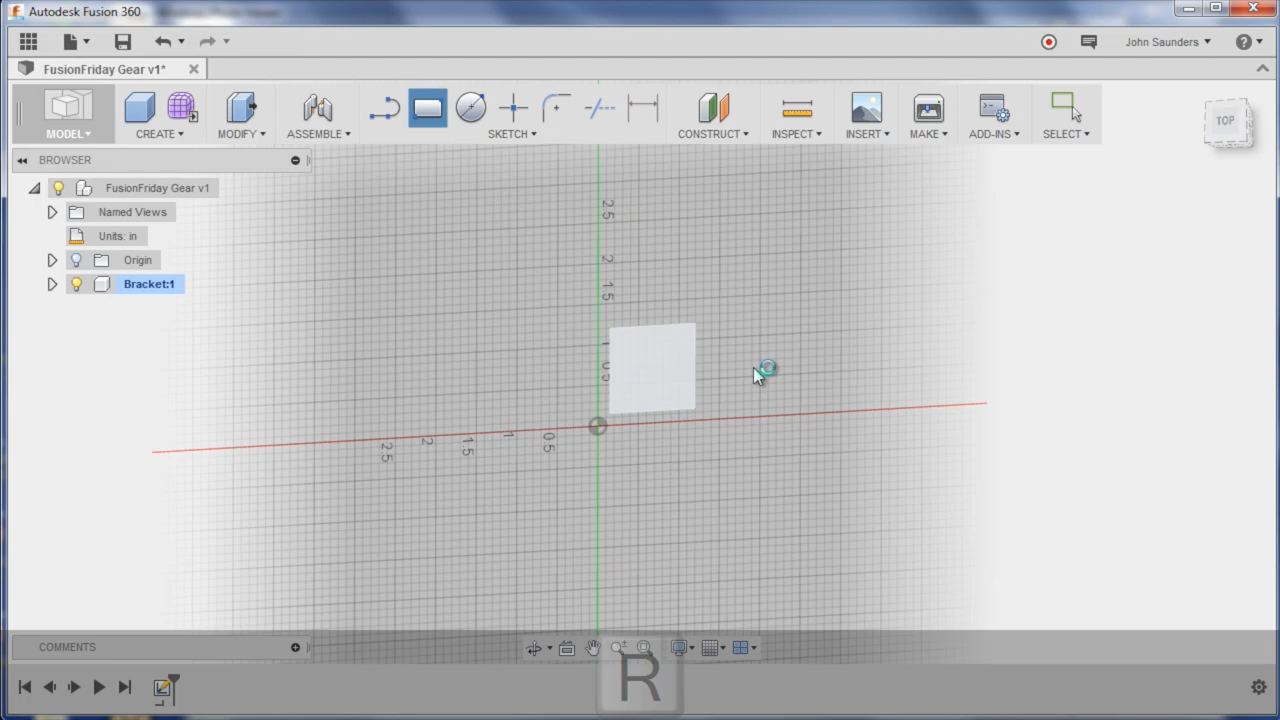 Autodesk Fusion 360
John Saunders
FusionFriday Gear v1*
MODEL
CREATE
MODIFY
ASSEMBLE
SKETCH
CONSTRUCT
INSPECT
INSERT
MAKE
ADD-INS
SELECT
TOP
BROWSER
FusionFriday Gear v1
Named Views
Units: in
Origin
Bracket:1
2.5
2
1.5
1
0.5
2.5
2
1.5
1
0.5
COMMENTS
R